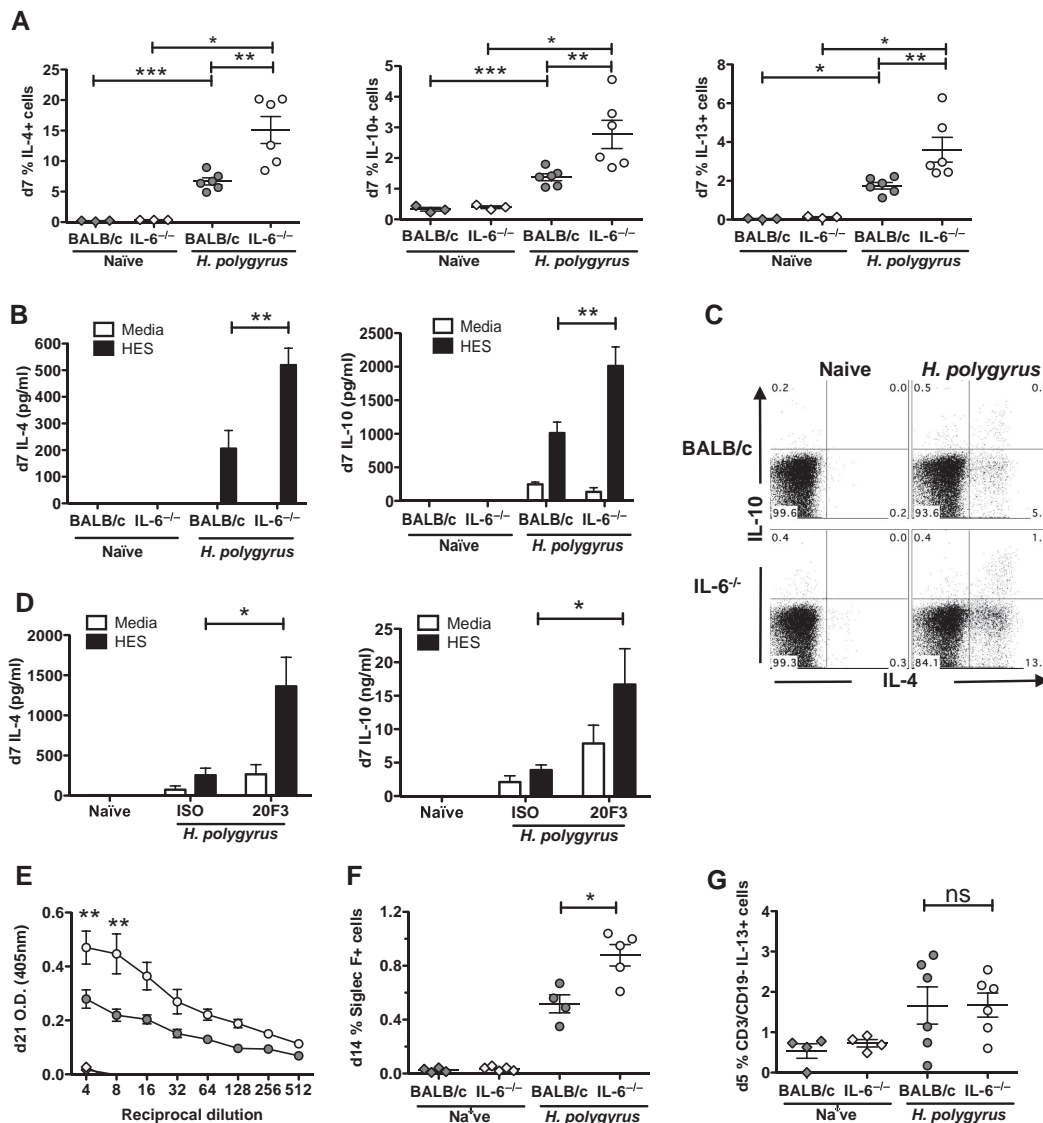 A
d7 % IL-4+ cells
25
20
15
10
5
0
***
*
**
BALB/c IL-6–/– BALB/c IL-6–/–
Naïve H. polygyrus
d7 % IL-10+ cells
5
4
3
2
1
0
***
*
**
BALB/c IL-6–/– BALB/c IL-6–/–
Naïve H. polygyrus
d7 % IL-13+ cells
8
6
4
2
0
*
*
**
BALB/c IL-6–/– BALB/c IL-6–/–
Naïve H. polygyrus
B
Media
HES
**
d7 IL-4 (pg/ml)
600
500
400
300
200
100
0
BALB/c IL-6–/– BALB/c IL-6–/–
Naïve H. polygyrus
Media
HES
**
d7 IL-10 (pg/ml)
2500
2000
1500
1000
500
0
BALB/c IL-6–/– BALB/c IL-6–/–
Naïve H. polygyrus
C
Naive H. polygyrus
BALB/c
IL-6-/-
IL-10
IL-4
0.2 0.0 0.5 0.
99.6 0.2 93.6 5.
0.4 0.0 0.4 1.
99.3 0.3 84.1 13.
D
Media
HES
*
d7 IL-4 (pg/ml)
2000
1500
1000
500
0
Naïve ISO 20F3
H. polygyrus
Media
HES
*
d7 IL-10 (ng/ml)
25
20
15
10
5
0
Naïve ISO 20F3
H. polygyrus
E
d21 O.D. (405nm)
0.6
0.4
0.2
0.0
** **
4 8 16 32 64 128 256 512
Reciprocal dilution
F
d14 % Siglec F+ cells
1.2
0.8
0.4
0.0
*
BALB/c IL-6–/– BALB/c IL-6–/–
Naïve H. polygyrus
G
d5 % CD3/CD19- IL-13+ cells
4
3
2
1
0
ns
BALB/c IL-6–/– BALB/c IL-6–/–
Naïve H. polygyrus